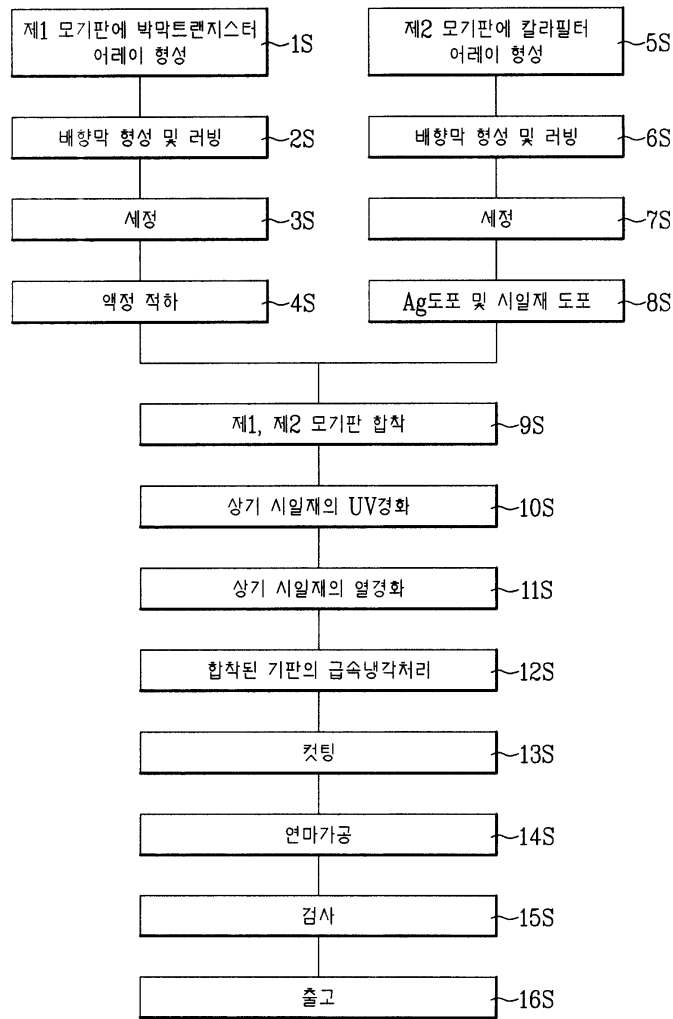 제1 모기판에 박막트랜지스터
어레이 형성
1S
제2 모기판에 칼라필터
어레이 형성
5S
배향막 형성 및 러빙
2S
배향막 형성 및 러빙
6S
세정
3S
세정
7S
액정 적하
4S
Ag도포 및 시일재 도포
8S
제1, 제2 모기판 합착
9S
상기 시일재의 UV경화
10S
상기 시일재의 열경화
11S
합착된 기판의 급속냉각처리
12S
컷팅
13S
연마가공
14S
검사
15S
출고
16S